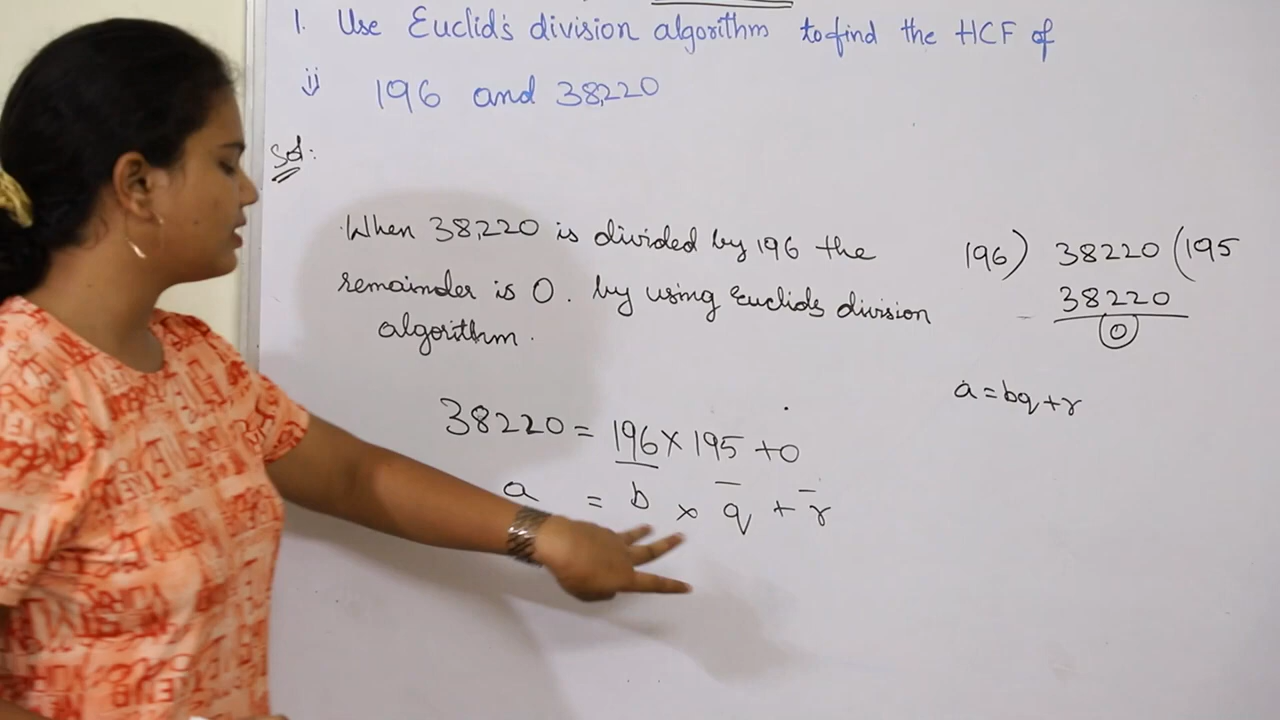 1. Use Euclid's division algorithm to find the HCF of
ii) 196 and 38,220
Sol:
When 38,220 is divided by 196 the
remainder is 0. by using Euclids division
algorithm.
196) 38220 (195
38220
0
a = bq + r
38220 = 196 X 195 + 0
a = b x q + r